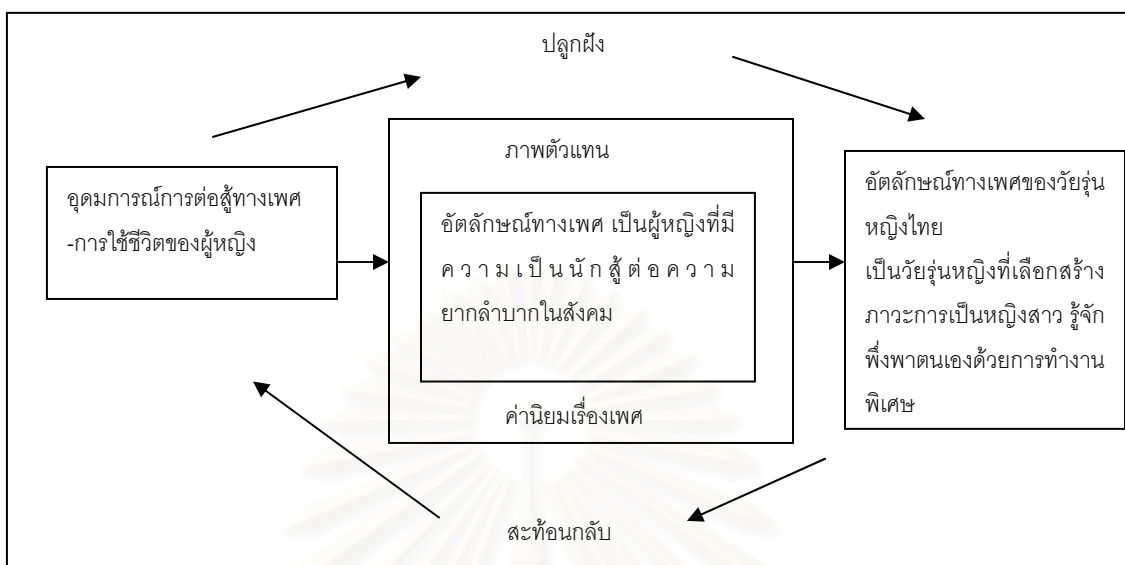 ปลูกฝัง
อุดมการณ์การต่อสู้ทางเพศ
-การใช้ชีวิตของผู้หญิง
ภาพตัวแทน
อัตลักษณ์ทางเพศ เป็นผู้หญิงที่มี
ความเป็นนักสู้ต่อความ
ยากลำบากในสังคม
ค่านิยมเรื่องเพศ
อัตลักษณ์ทางเพศของวัยรุ่น
หญิงไทย
เป็นวัยรุ่นหญิงที่เลือกสร้าง
ภาวะการเป็นหญิงสาว รู้จัก
พึ่งพาตนเองด้วยการทำงาน
พิเศษ
สะท้อนกลับ